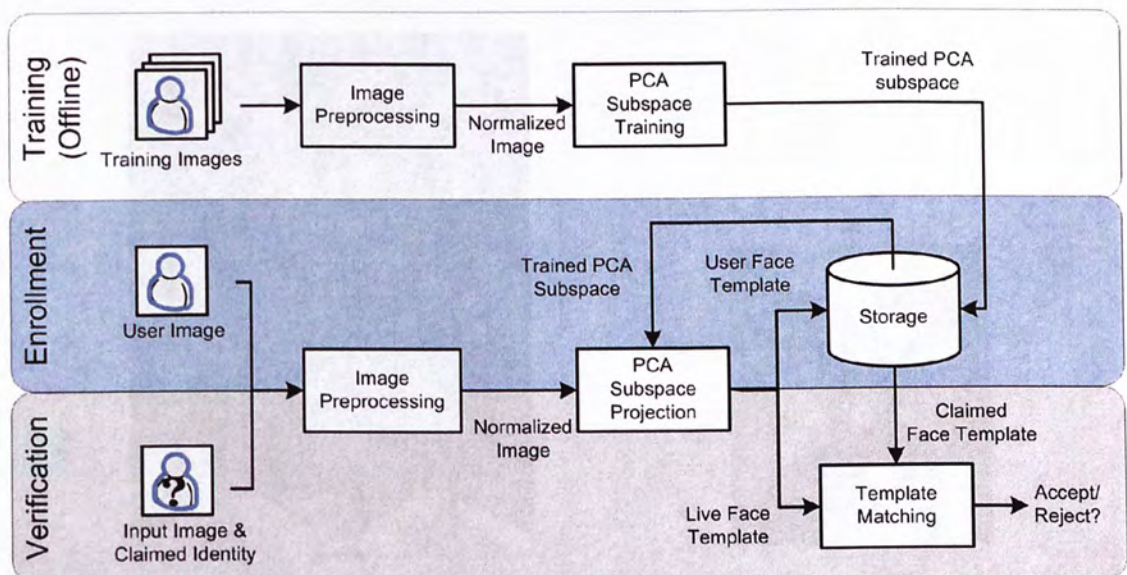 Training
(Offline)
Training Images
Image
Preprocessing
Normalized
Image
PCA
Subspace
Training
Trained PCA
subspace
Enrollment
User Image
Trained PCA
Subspace
User Face
Template
Storage
Image
Preprocessing
Normalized
Image
PCA
Subspace
Projection
Verification
?
Input Image &
Claimed Identity
Claimed
Face Template
Live Face
Template
Template
Matching
Accept/
Reject?